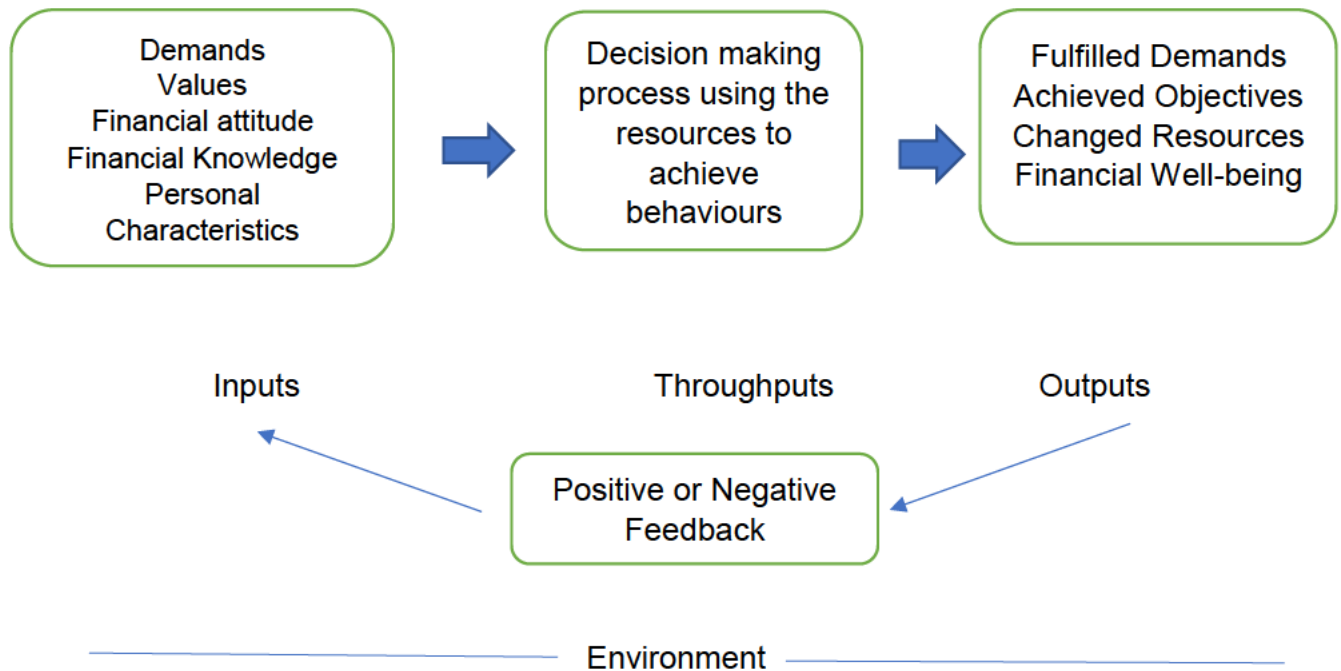 Demands
Values
Financial attitude
Financial Knowledge
Personal
Characteristics
Decision making
process using the
resources to
achieve
behaviours
Fulfilled Demands
Achieved Objectives
Changed Resources
Financial Well-being
Inputs
Throughputs
Outputs
Positive or Negative
Feedback
Environment